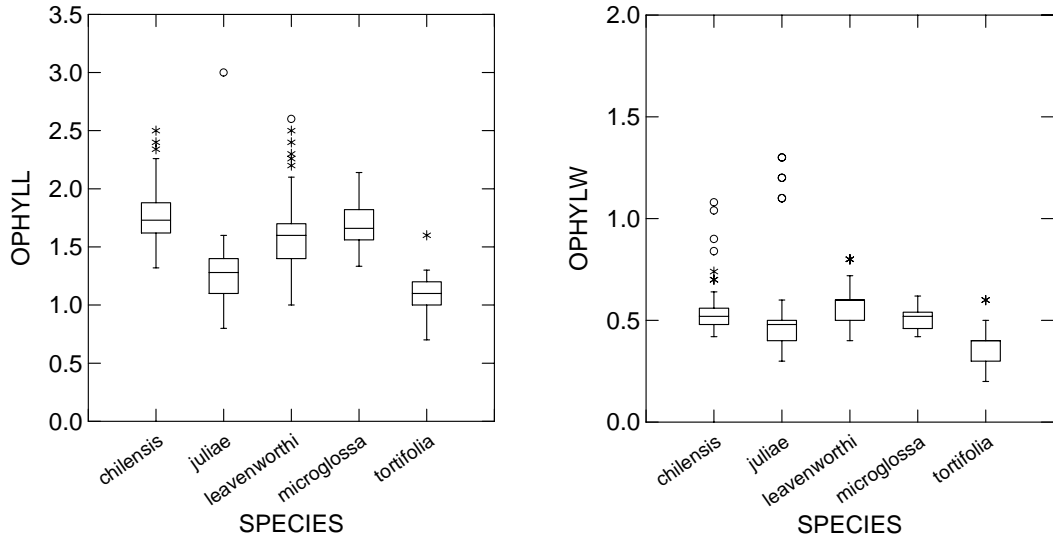 3.5
3.0
2.5
2.0
1.5
1.0
0.5
0.0
OPHYLL
chilensis
juliae
leavenworthi
microglossa
tortifolia
SPECIES
2.0
1.5
1.0
0.5
0.0
OPHYLW
chilensis
juliae
leavenworthi
microglossa
tortifolia
SPECIES